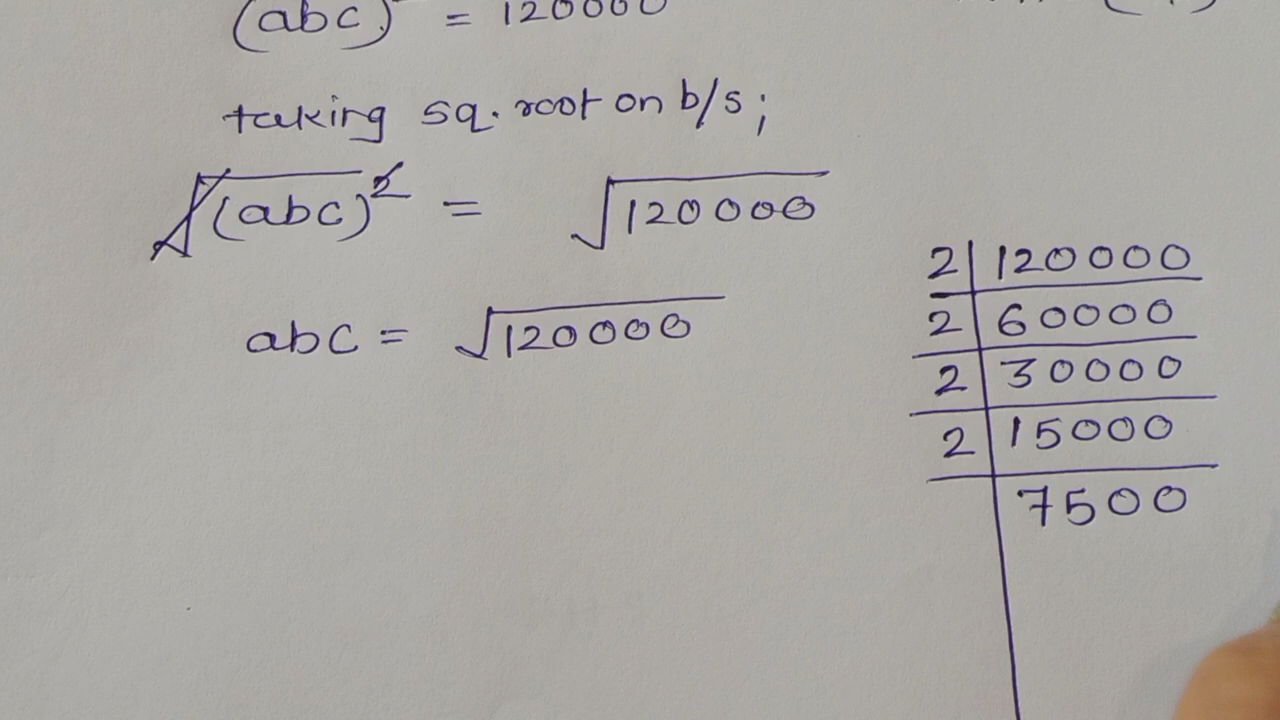 (abc)² = 120000
taking sq. root on b/s;
√(abc)² = √120000
abc = √120000
2 | 120000
2 | 60000
2 | 30000
2 | 15000
7500